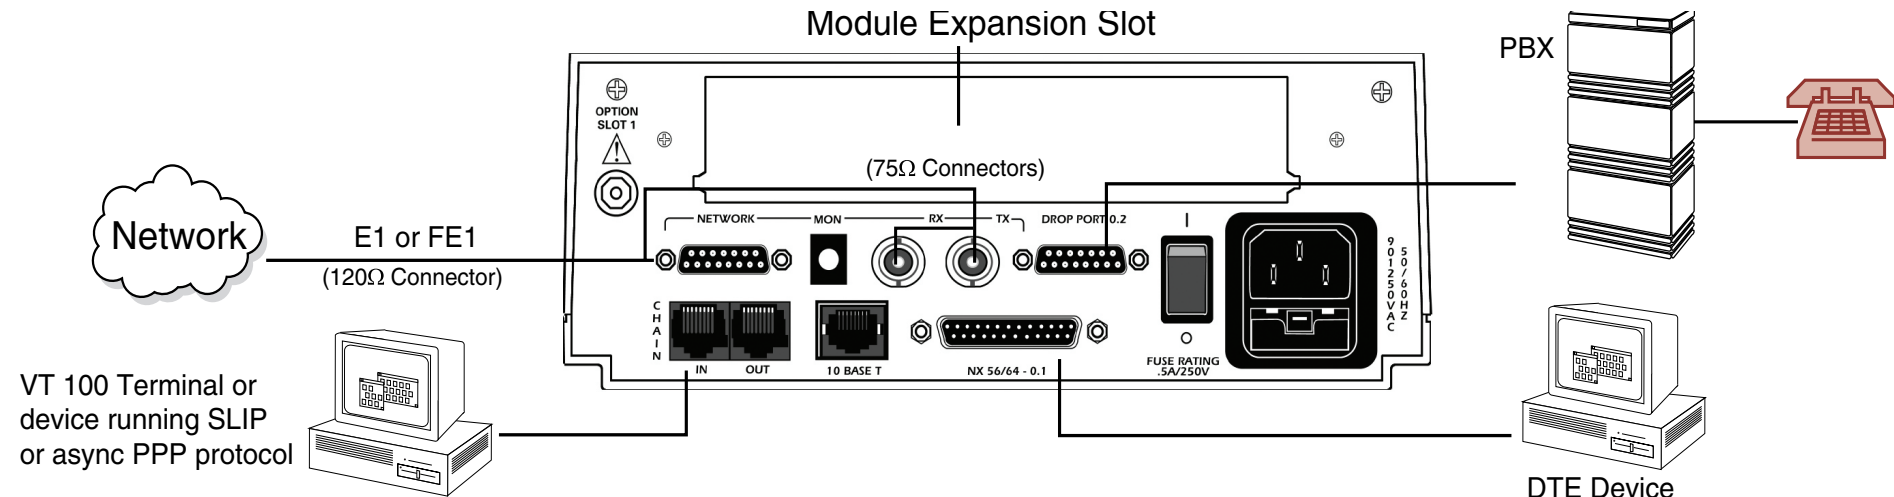 Module Expansion Slot
PBX
OPTION
SLOT 1
(75Ω Connectors)
NETWORK
MON
RX
TX
DROP PORT 0.2
I
Network
E1 or FE1
(120Ω Connector)
901250VAC
50/60HZ
CHAIN
IN
OUT
10 BASE T
NX 56/64 - 0.1
FUSE RATING
.5A/250V
VT 100 Terminal or
device running SLIP
or async PPP protocol
DTE Device